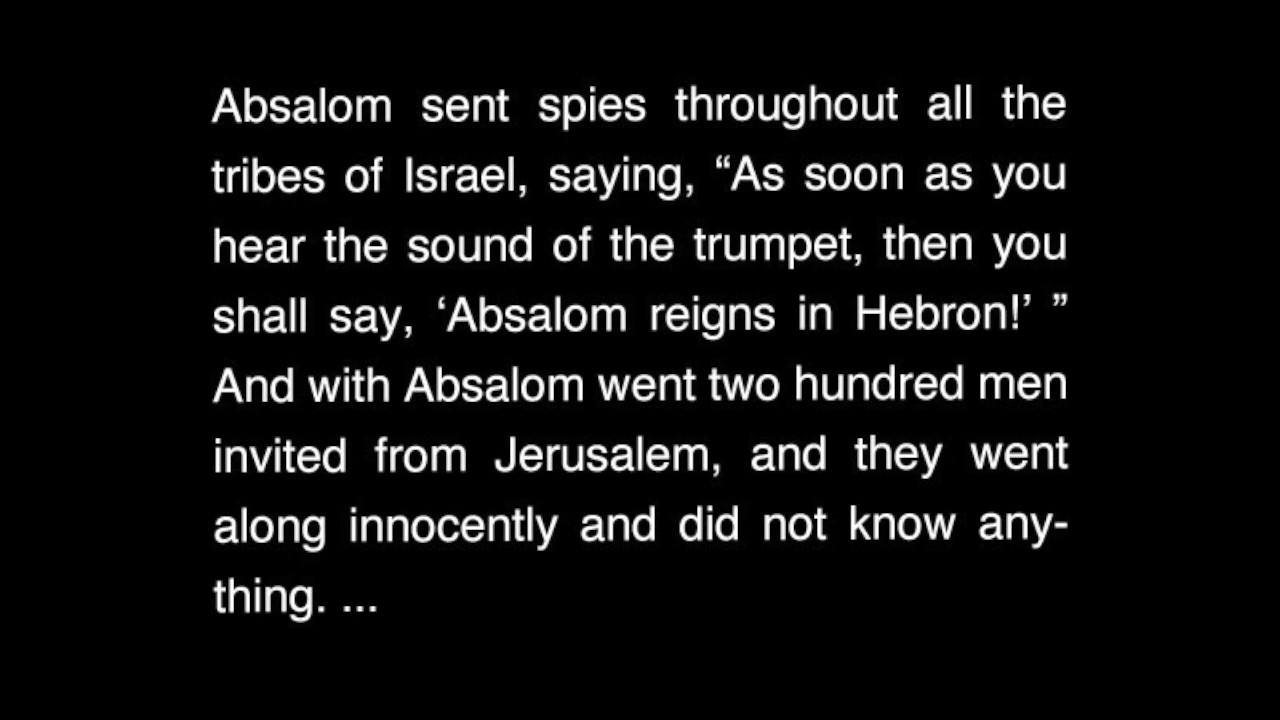 Absalom sent spies throughout all the
tribes of Israel, saying, “As soon as you
hear the sound of the trumpet, then you
shall say, ‘Absalom reigns in Hebron!’ ”
And with Absalom went two hundred men
invited from Jerusalem, and they went
along innocently and did not know any-
thing. ...